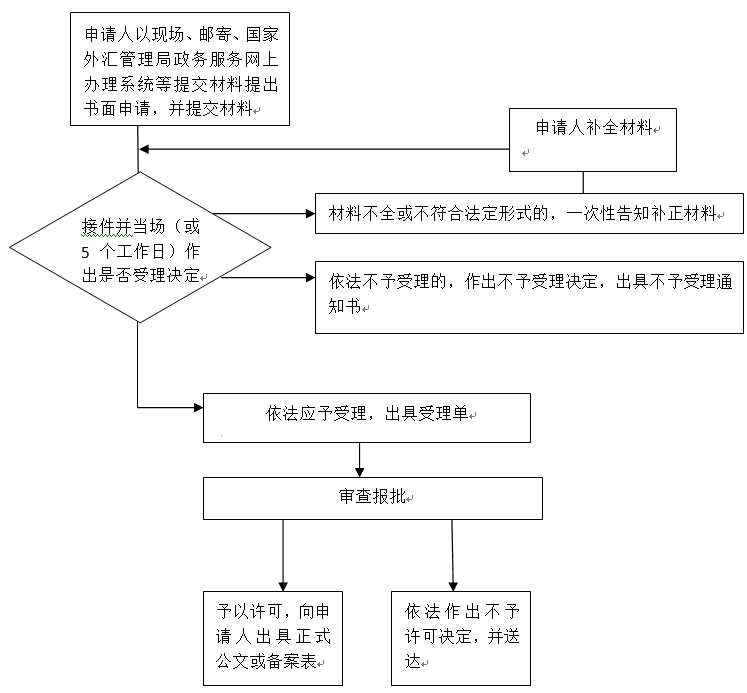 申请人以现场、邮寄、国家
外汇管理局政务服务网上
办理系统等提交材料提出
书面申请，并提交材料
申请人补全材料
接件并当场（或
5 个工作日）作
出是否受理决定
材料不全或不符合法定形式的，一次性告知补正材料
依法不予受理的，作出不予受理决定，出具不予受理通
知书
依法应予受理，出具受理单
审查报批
予以许可，向申
请人出具正式
公文或备案表
依法作出不予
许可决定，并送
达